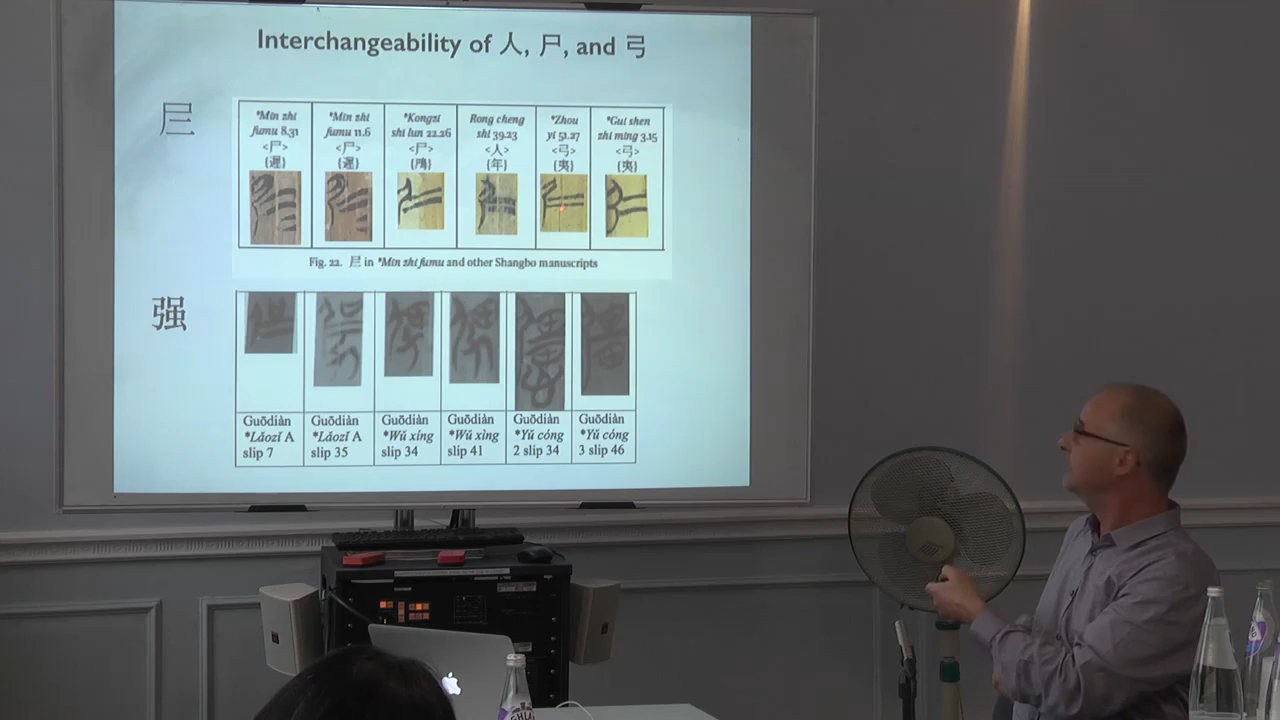 Interchangeability of 人, 尸, and 弓
*Min zhi fumu 8.31 <尸> {遲}
*Min zhi fumu 11.6 <尸> {遲}
*Kongzi shi lun 22.26 <尸> {鳲}
Rong cheng shi 39.23 <人> {年}
*Zhou yi 51.27 <弓> {夷}
*Gui shen zhi ming 3.15 <弓> {夷}
Fig. 22. 𡰥 in *Min zhi fumu and other Shangbo manuscripts
强
Guōdiàn *Lǎozǐ A slip 7
Guōdiàn *Lǎozǐ A slip 35
Guōdiàn *Wǔ xíng slip 34
Guōdiàn *Wǔ xíng slip 41
Guōdiàn *Yǔ cóng 2 slip 34
Guōdiàn *Yǔ cóng 3 slip 46